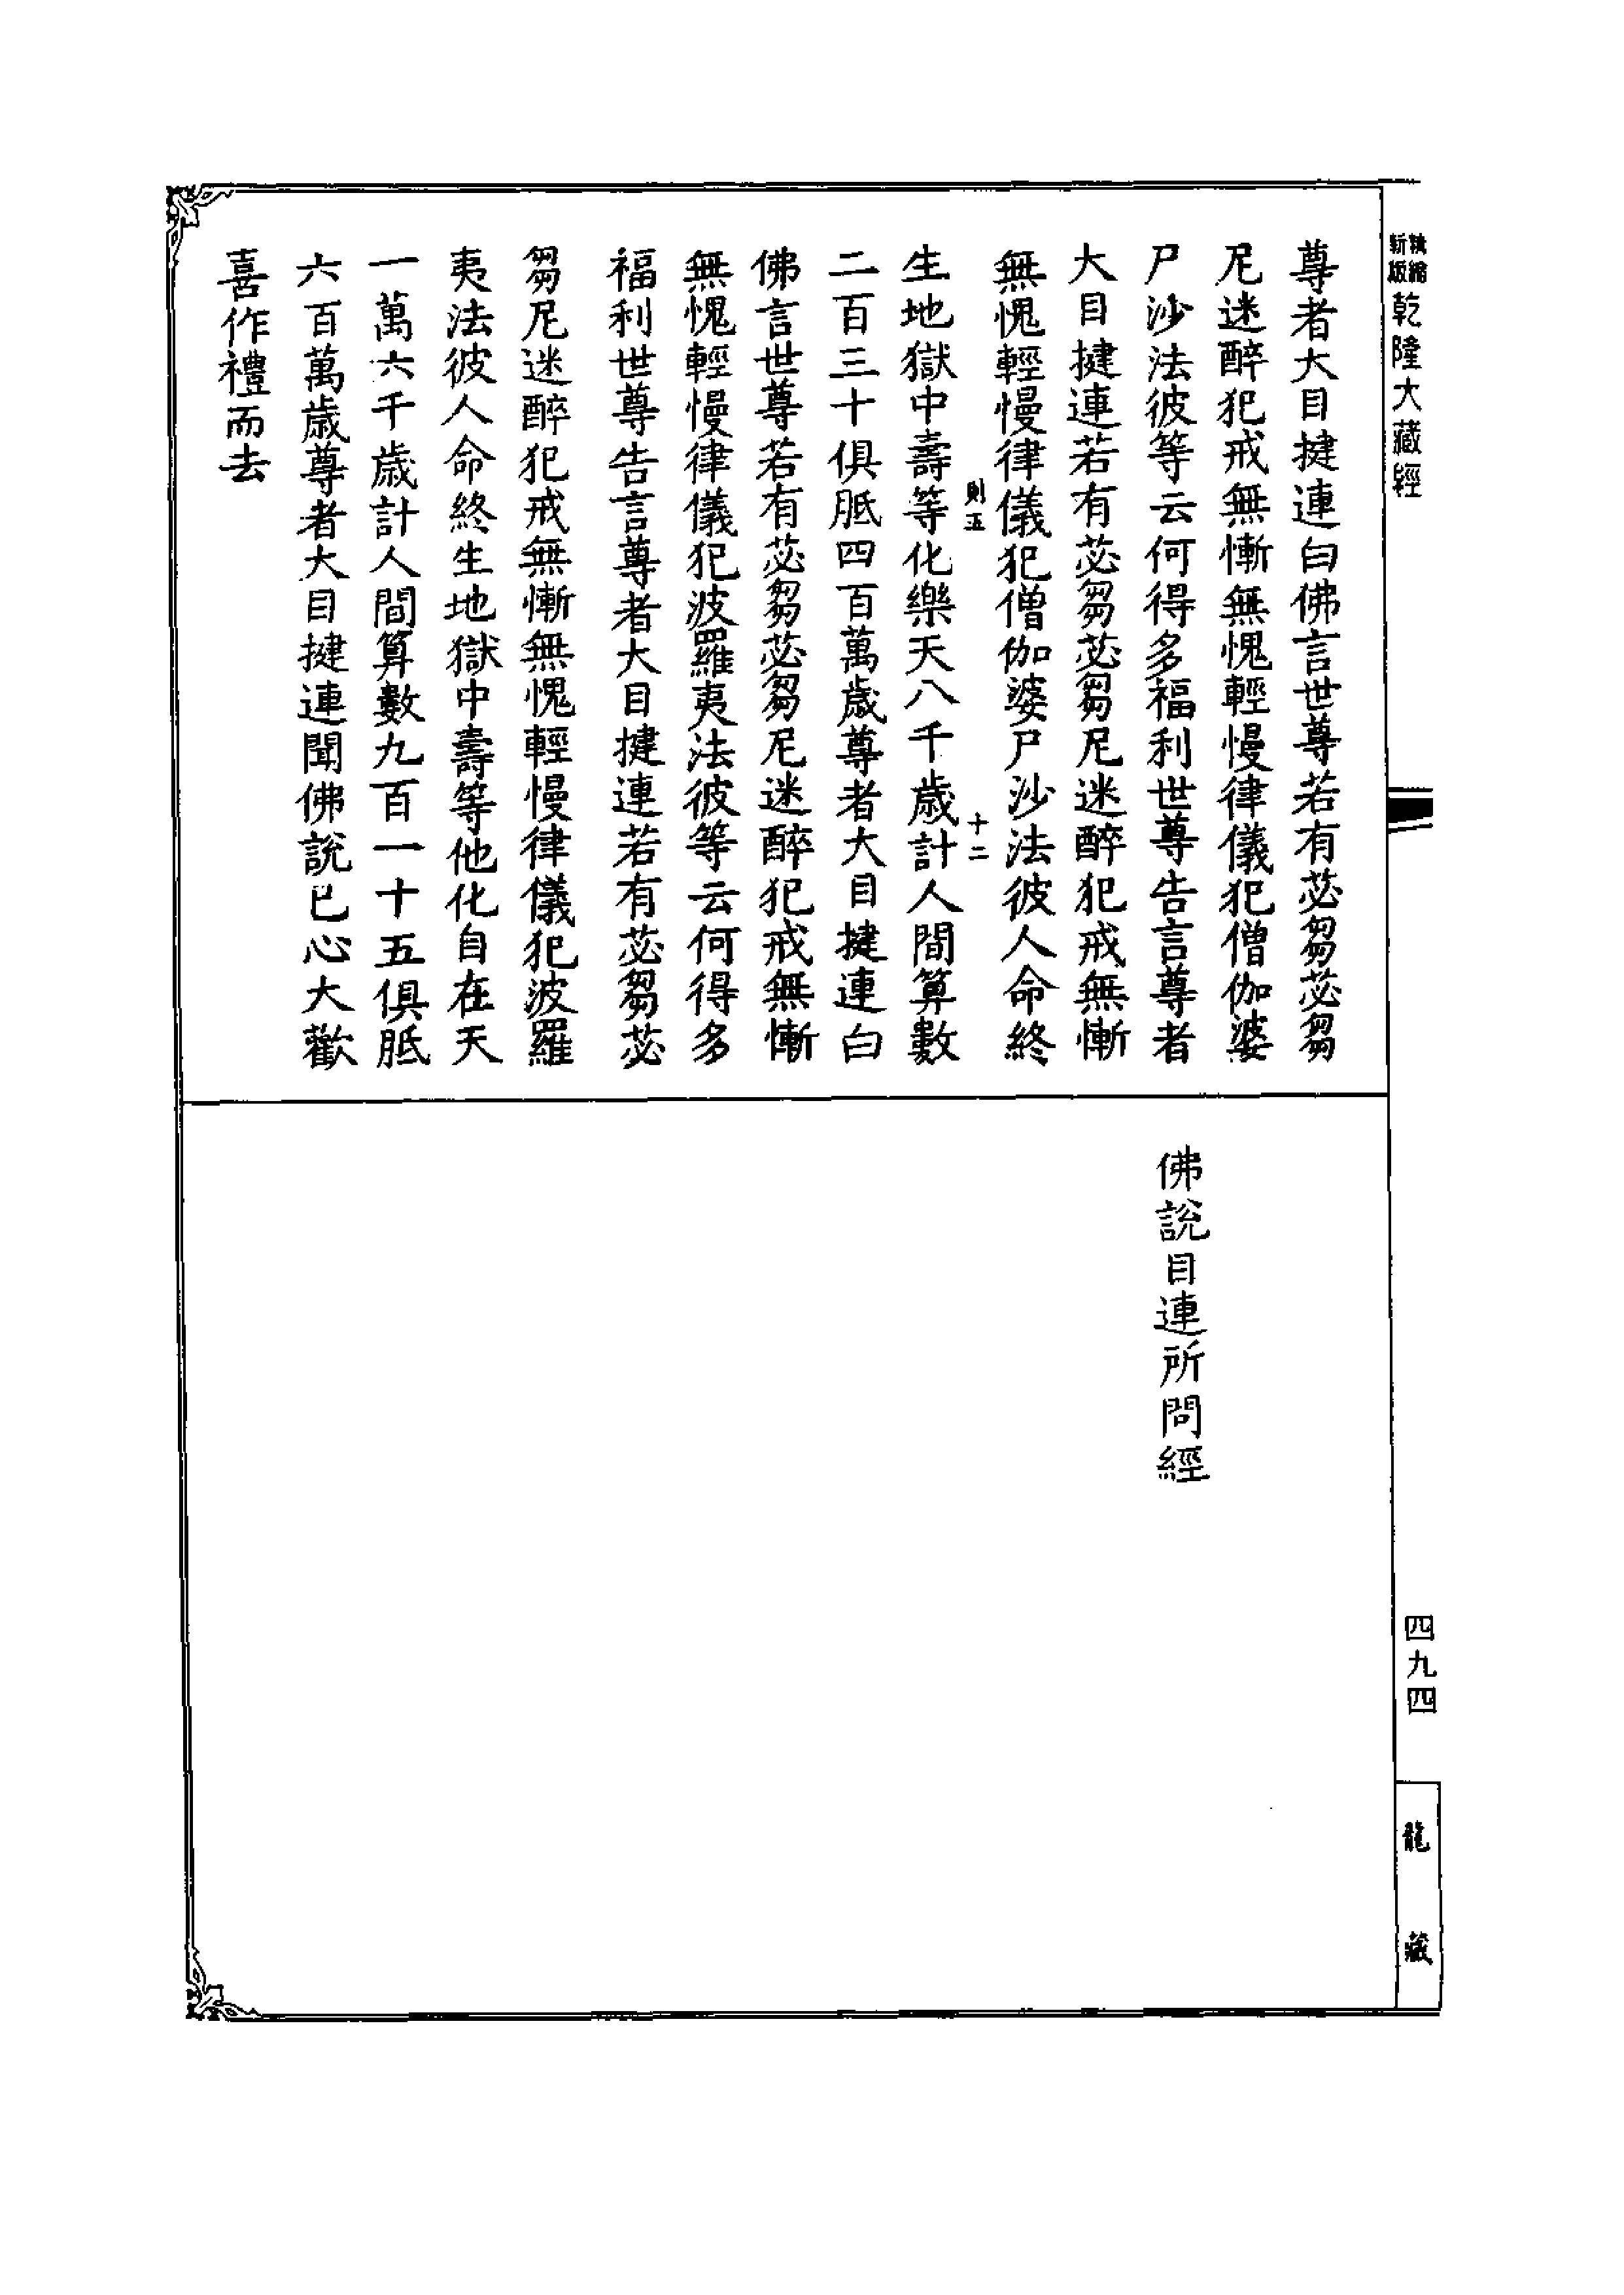 新縮
新版
乾隆大藏經
尊者大目揵連白佛言世尊若有苾芻苾芻
尼迷醉犯戒無慚無愧輕慢律儀犯僧伽婆
尸沙法彼等云何得多福利世尊告言尊者
大目揵連若有苾芻苾芻尼迷醉犯戒無慚
無愧輕慢律儀犯僧伽婆尸沙法彼人命終
則五
十二
生地獄中壽等化樂天八千歲計人間算數
二百三十俱胝四百萬歲尊者大目揵連白
佛言世尊若有苾芻苾芻尼迷醉犯戒無慚
無愧輕慢律儀犯波羅夷法彼等云何得多
福利世尊告言尊者大目揵連若有苾芻苾
芻尼迷醉犯戒無慚無愧輕慢律儀犯波羅
夷法彼人命終生地獄中壽等他化自在天
一萬六千歲計人間算數九百一十五俱胝
六百萬歲尊者大目揵連聞佛說已心大歡
喜作禮而去
佛說目連所問經
四九四
龍藏